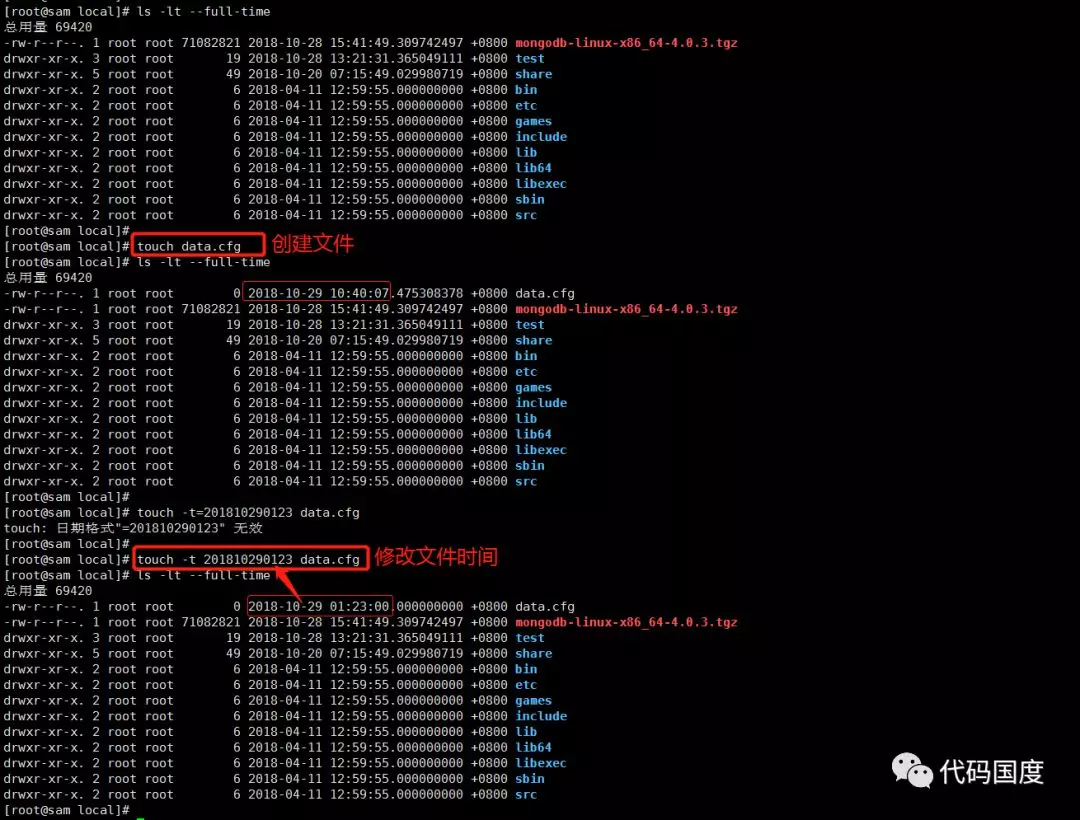 [root@sam local]# ls -lt --full-time
总用量 69420
-rw-r--r--. 1 root root 71082821 2018-10-28 15:41:49.309742497 +0800 mongodb-linux-x86_64-4.0.3.tgz
drwxr-xr-x. 3 root root       19 2018-10-28 13:21:31.365049111 +0800 test
drwxr-xr-x. 5 root root       49 2018-10-20 07:15:49.029980719 +0800 share
drwxr-xr-x. 2 root root        6 2018-04-11 12:59:55.000000000 +0800 bin
drwxr-xr-x. 2 root root        6 2018-04-11 12:59:55.000000000 +0800 etc
drwxr-xr-x. 2 root root        6 2018-04-11 12:59:55.000000000 +0800 games
drwxr-xr-x. 2 root root        6 2018-04-11 12:59:55.000000000 +0800 include
drwxr-xr-x. 2 root root        6 2018-04-11 12:59:55.000000000 +0800 lib
drwxr-xr-x. 2 root root        6 2018-04-11 12:59:55.000000000 +0800 lib64
drwxr-xr-x. 2 root root        6 2018-04-11 12:59:55.000000000 +0800 libexec
drwxr-xr-x. 2 root root        6 2018-04-11 12:59:55.000000000 +0800 sbin
drwxr-xr-x. 2 root root        6 2018-04-11 12:59:55.000000000 +0800 src
[root@sam local]#
[root@sam local]# touch data.cfg 创建文件
[root@sam local]# ls -lt --full-time
总用量 69420
-rw-r--r--. 1 root root        0 2018-10-29 10:40:07.475308378 +0800 data.cfg
-rw-r--r--. 1 root root 71082821 2018-10-28 15:41:49.309742497 +0800 mongodb-linux-x86_64-4.0.3.tgz
drwxr-xr-x. 3 root root       19 2018-10-28 13:21:31.365049111 +0800 test
drwxr-xr-x. 5 root root       49 2018-10-20 07:15:49.029980719 +0800 share
drwxr-xr-x. 2 root root        6 2018-04-11 12:59:55.000000000 +0800 bin
drwxr-xr-x. 2 root root        6 2018-04-11 12:59:55.000000000 +0800 etc
drwxr-xr-x. 2 root root        6 2018-04-11 12:59:55.000000000 +0800 games
drwxr-xr-x. 2 root root        6 2018-04-11 12:59:55.000000000 +0800 include
drwxr-xr-x. 2 root root        6 2018-04-11 12:59:55.000000000 +0800 lib
drwxr-xr-x. 2 root root        6 2018-04-11 12:59:55.000000000 +0800 lib64
drwxr-xr-x. 2 root root        6 2018-04-11 12:59:55.000000000 +0800 libexec
drwxr-xr-x. 2 root root        6 2018-04-11 12:59:55.000000000 +0800 sbin
drwxr-xr-x. 2 root root        6 2018-04-11 12:59:55.000000000 +0800 src
[root@sam local]#
[root@sam local]# touch -t=201810290123 data.cfg
touch: 日期格式"=201810290123" 无效
[root@sam local]#
[root@sam local]# touch -t 201810290123 data.cfg 修改文件时间
[root@sam local]# ls -lt --full-time
总用量 69420
-rw-r--r--. 1 root root        0 2018-10-29 01:23:00.000000000 +0800 data.cfg
-rw-r--r--. 1 root root 71082821 2018-10-28 15:41:49.309742497 +0800 mongodb-linux-x86_64-4.0.3.tgz
drwxr-xr-x. 3 root root       19 2018-10-28 13:21:31.365049111 +0800 test
drwxr-xr-x. 5 root root       49 2018-10-20 07:15:49.029980719 +0800 share
drwxr-xr-x. 2 root root        6 2018-04-11 12:59:55.000000000 +0800 bin
drwxr-xr-x. 2 root root        6 2018-04-11 12:59:55.000000000 +0800 etc
drwxr-xr-x. 2 root root        6 2018-04-11 12:59:55.000000000 +0800 games
drwxr-xr-x. 2 root root        6 2018-04-11 12:59:55.000000000 +0800 include
drwxr-xr-x. 2 root root        6 2018-04-11 12:59:55.000000000 +0800 lib
drwxr-xr-x. 2 root root        6 2018-04-11 12:59:55.000000000 +0800 lib64
drwxr-xr-x. 2 root root        6 2018-04-11 12:59:55.000000000 +0800 libexec
drwxr-xr-x. 2 root root        6 2018-04-11 12:59:55.000000000 +0800 sbin
drwxr-xr-x. 2 root root        6 2018-04-11 12:59:55.000000000 +0800 src
[root@sam local]#
代码国度